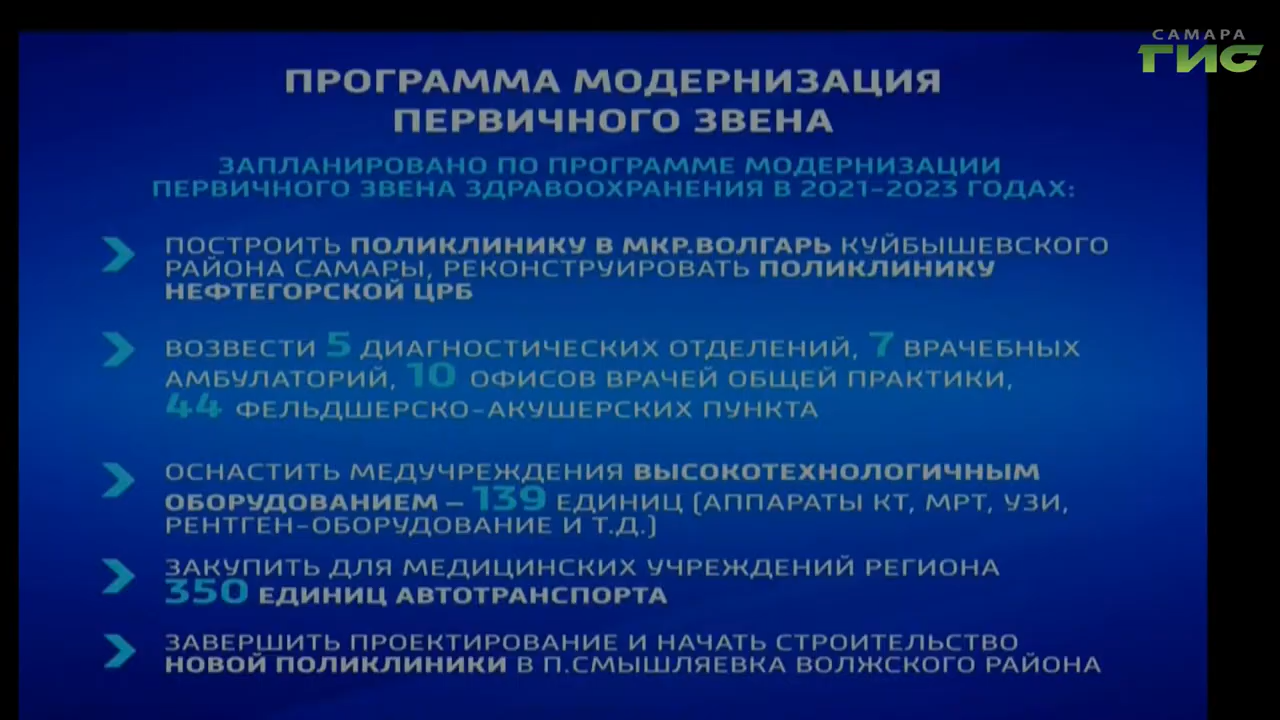 САМАРА
ГИС
ПРОГРАММА МОДЕРНИЗАЦИЯ
ПЕРВИЧНОГО ЗВЕНА
ЗАПЛАНИРОВАНО ПО ПРОГРАММЕ МОДЕРНИЗАЦИИ
ПЕРВИЧНОГО ЗВЕНА ЗДРАВООХРАНЕНИЯ В 2021-2023 ГОДАХ:
ПОСТРОИТЬ ПОЛИКЛИНИКУ В МКР.ВОЛГАРЬ КУЙБЫШЕВСКОГО
РАЙОНА САМАРЫ, РЕКОНСТРУИРОВАТЬ ПОЛИКЛИНИКУ
НЕФТЕГОРСКОЙ ЦРБ
ВОЗВЕСТИ 5 ДИАГНОСТИЧЕСКИХ ОТДЕЛЕНИЙ, 7 ВРАЧЕБНЫХ
АМБУЛАТОРИЙ, 10 ОФИСОВ ВРАЧЕЙ ОБЩЕЙ ПРАКТИКИ,
44 ФЕЛЬДШЕРСКО-АКУШЕРСКИХ ПУНКТА
ОСНАСТИТЬ МЕДУЧРЕЖДЕНИЯ ВЫСОКОТЕХНОЛОГИЧНЫМ
ОБОРУДОВАНИЕМ – 139 ЕДИНИЦ (АППАРАТЫ КТ, МРТ, УЗИ,
РЕНТГЕН-ОБОРУДОВАНИЕ И Т.Д.)
ЗАКУПИТЬ ДЛЯ МЕДИЦИНСКИХ УЧРЕЖДЕНИЙ РЕГИОНА
350 ЕДИНИЦ АВТОТРАНСПОРТА
ЗАВЕРШИТЬ ПРОЕКТИРОВАНИЕ И НАЧАТЬ СТРОИТЕЛЬСТВО
НОВОЙ ПОЛИКЛИНИКИ В П.СМЫШЛЯЕВКА ВОЛЖСКОГО РАЙОНА